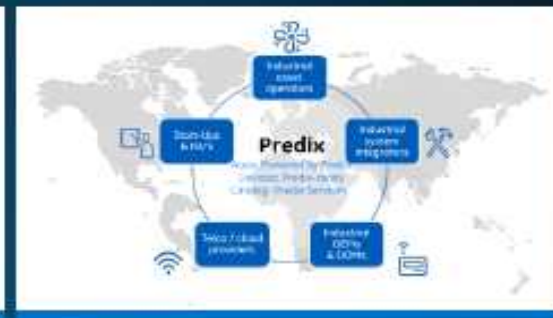 Industrial
asset
operators
Start-Ups
& ISVs
Predix
Industrial
system
integrators
Telco / cloud
providers
Industrial
OEMs
& ODMs